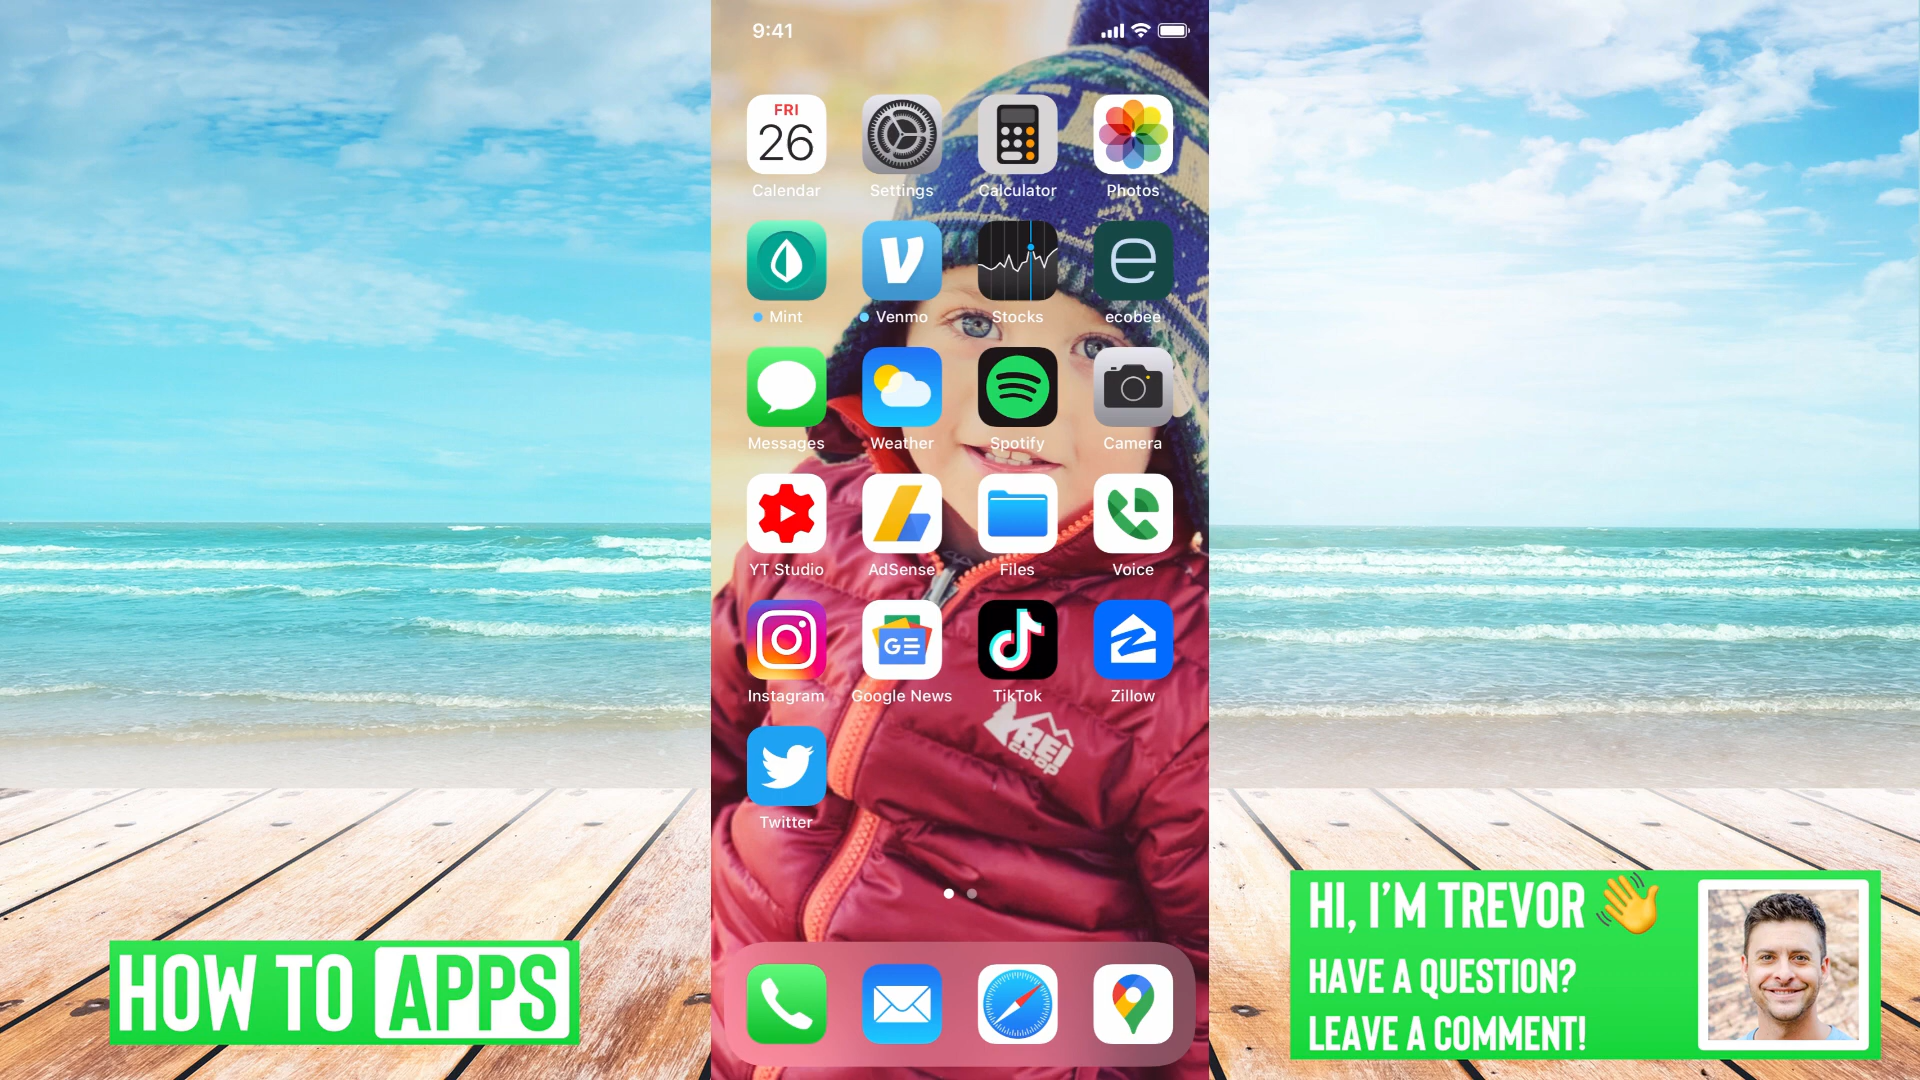 9:41
FRI
26
Calendar Settings Calculator Photos
Mint Venmo Stocks ecobee
Messages Weather Spotify Camera
YT Studio AdSense Files Voice
GE
Instagram Google News TikTok Zillow
REI
CO·OP
Twitter
HOW TO APPS
HI, I'M TREVOR
HAVE A QUESTION?
LEAVE A COMMENT!